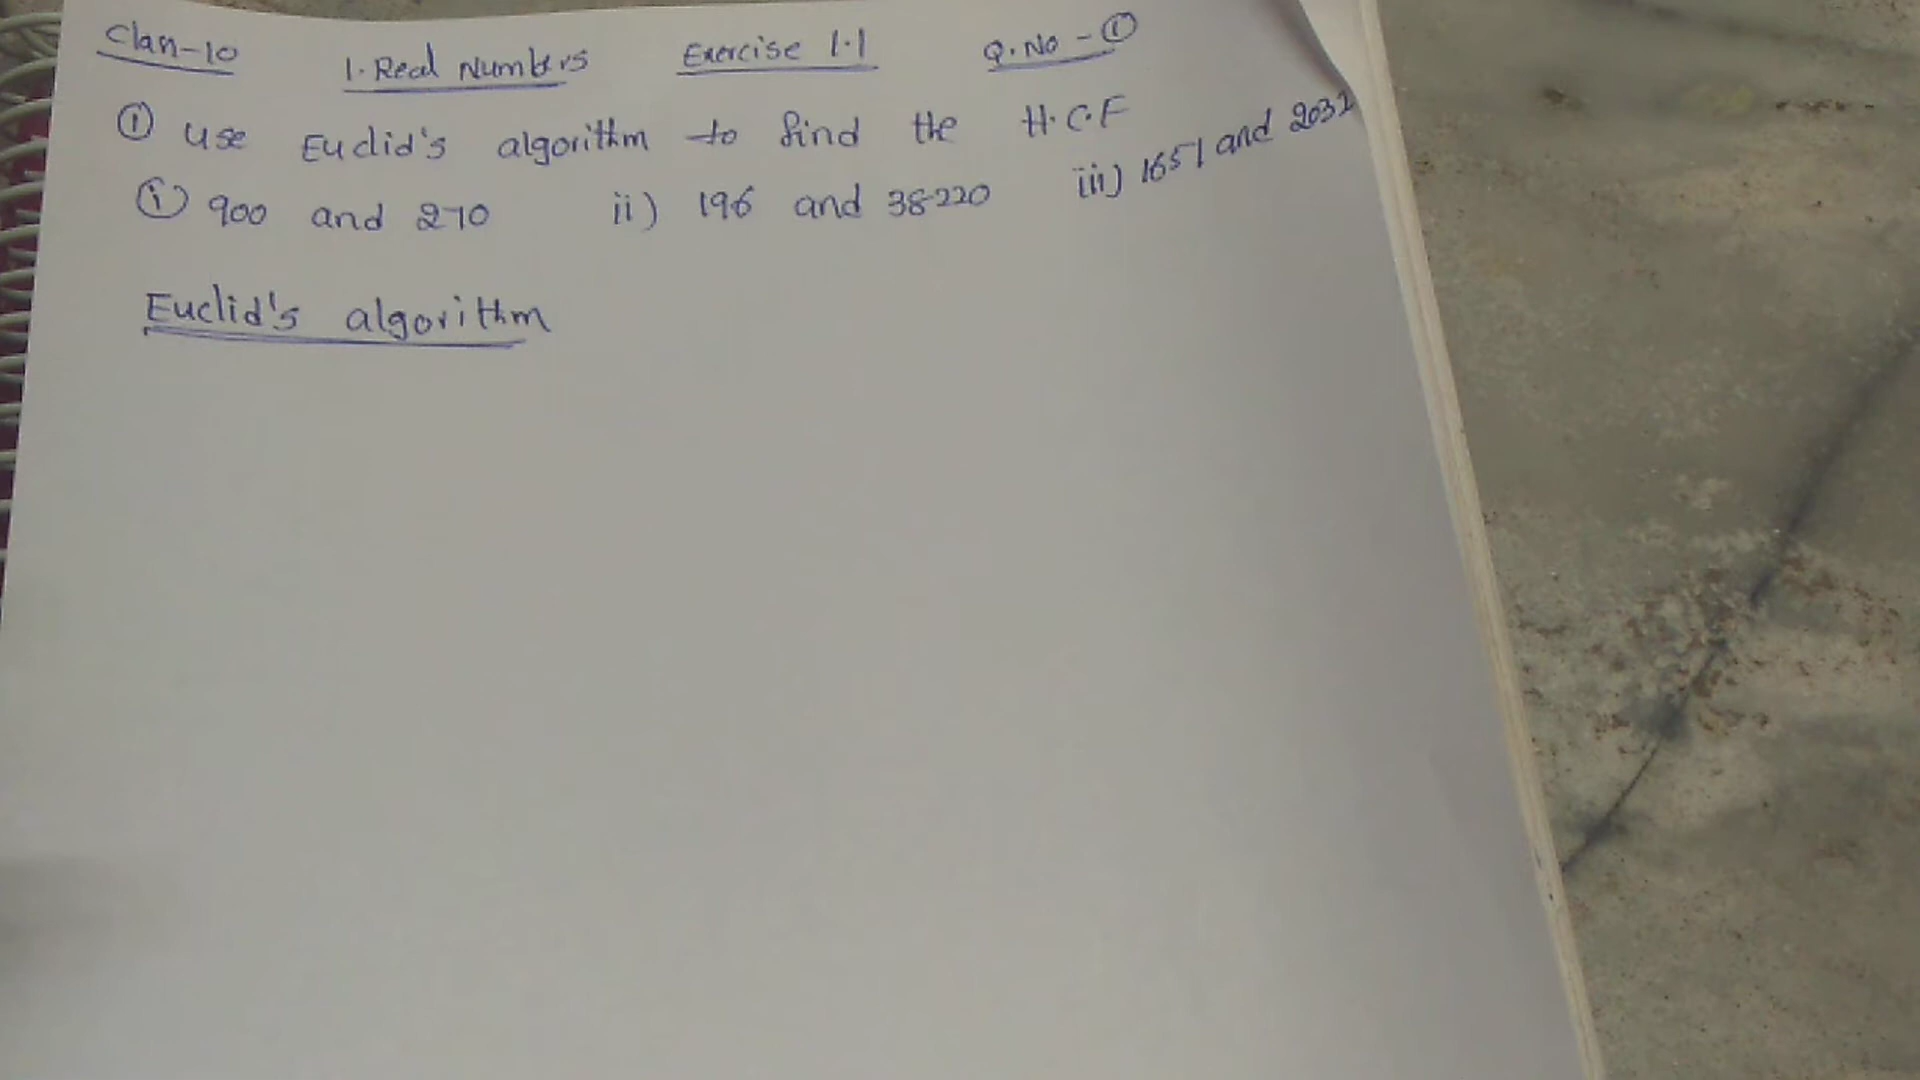 Class-10 1. Real Numbers Exercise 1.1 Q.No - ①
① use Euclid's algorithm to find the H.C.F
ⓘ 900 and 270 ii) 196 and 38220 iii) 1651 and 2032
Euclid's algorithm